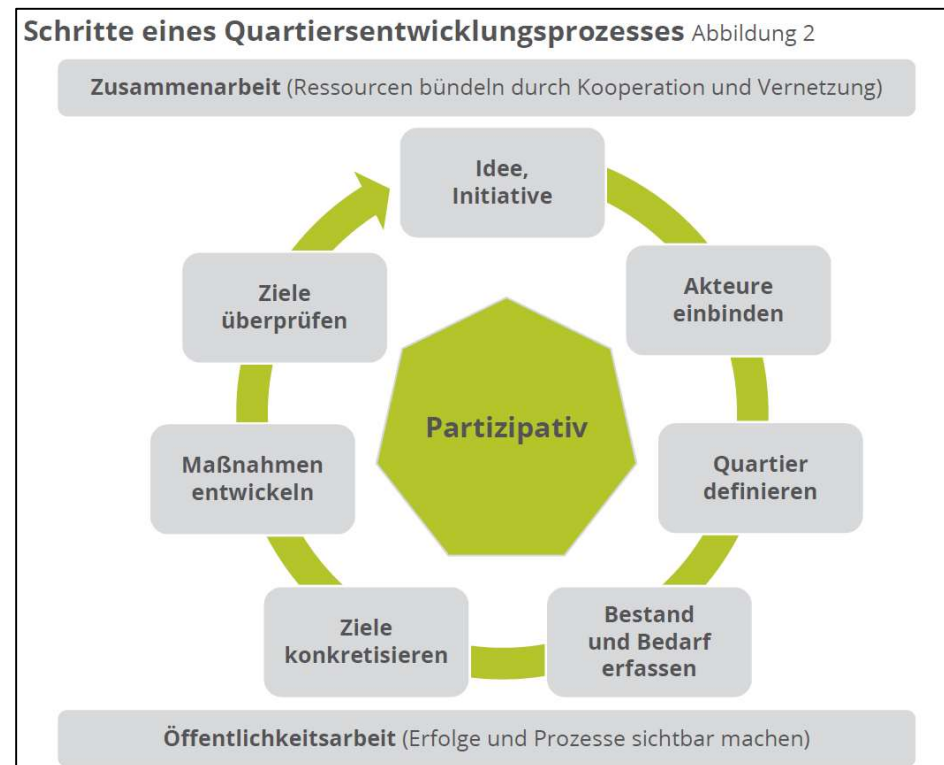 Schritte eines Quartiersentwicklungsprozesses Abbildung 2
Zusammenarbeit (Ressourcen bündeln durch Kooperation und Vernetzung)
Idee,
Initiative
Akteure
einbinden
Quartier
definieren
Bestand
und Bedarf
erfassen
Ziele
konkretisieren
Maßnahmen
entwickeln
Ziele
überprüfen
Partizipativ
Öffentlichkeitsarbeit (Erfolge und Prozesse sichtbar machen)